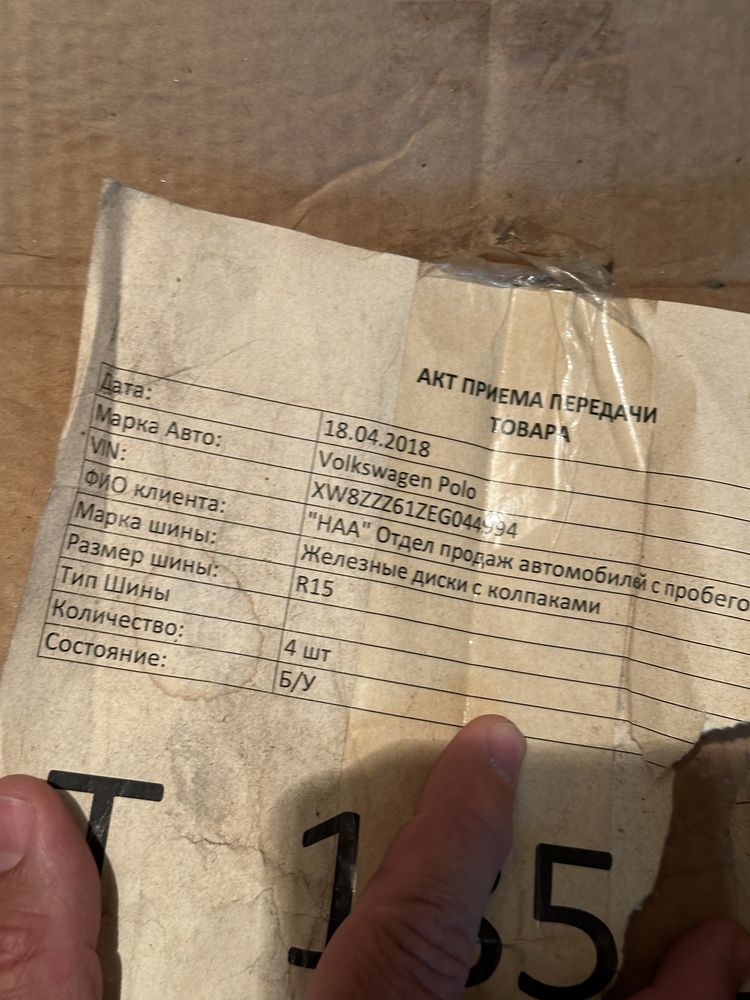 АКТ ПРИЕМА ПЕРЕДАЧИ
ТОВАРА
Дата: 18.04.2018
Марка Авто: Volkswagen Polo
VIN: XW8ZZZ61ZEG044994
ФИО клиента: "НАА" Отдел продаж автомобилей с пробего
Марка шины: Железные диски с колпаками
Размер шины: R15
Тип Шины
Количество: 4 шт
Состояние: Б/У